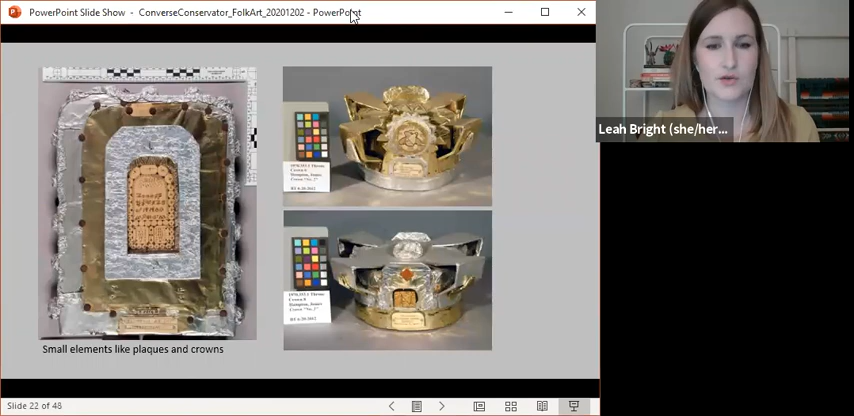 PowerPoint Slide Show - ConverseConservator_FolkArt_20201202 - PowerPoint
Leah Bright (she/her...
Small elements like plaques and crowns
Slide 22 of 48